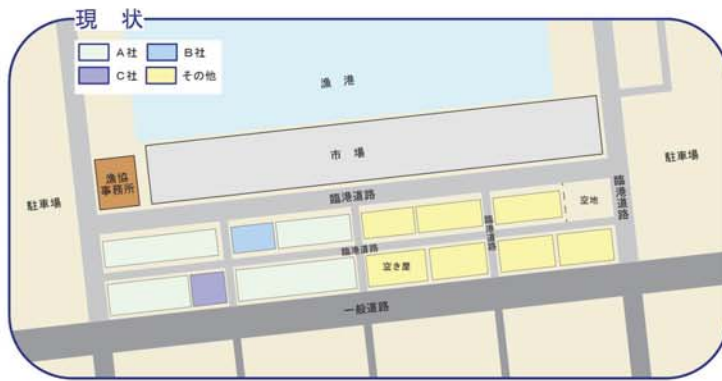 現 状
A社
B社
C社
その他
漁 港
市 場
漁協
事務所
駐車場
駐車場
臨港道路
臨港道路
空地
臨港道路
臨港道路
空き屋
一般道路